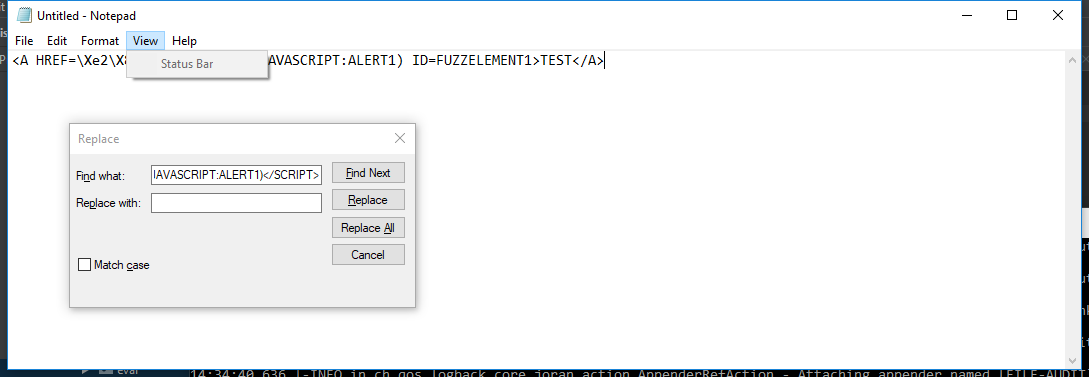 Untitled - Notepad
File Edit Format View Help
<A HREF=\Xe2\X8 AVASCRIPT:ALERT1) ID=FUZZELEMENT1>TEST</A>
Status Bar
Replace
Find what: AVASCRIPT:ALERT1)</SCRIPT> Find Next
Replace with: Replace
Replace All
Cancel
Match case
eval
14:34:40,636 |-INFO in ch.qos.logback.core.joran.action.AppenderRefAction - Attaching appender named [FILE-AUDIT